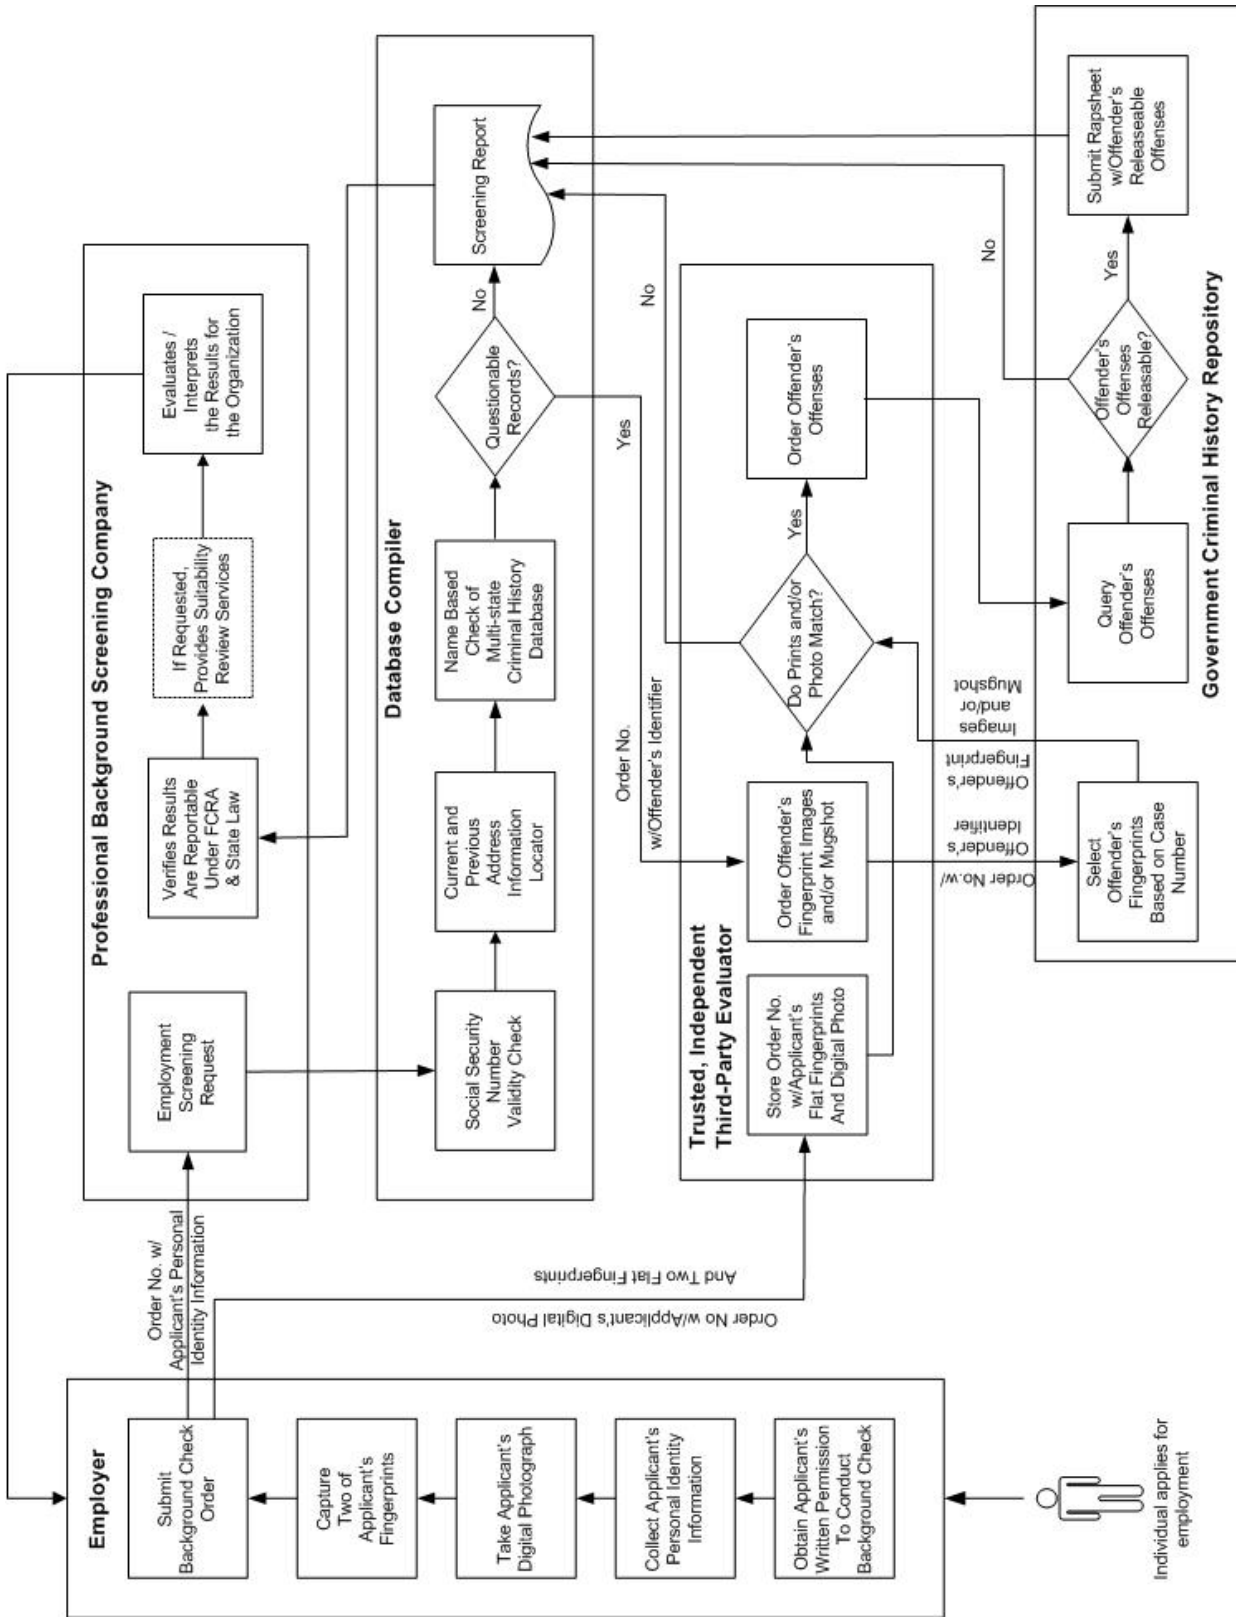 Employer
Submit
Background Check
Order
Capture
Two of
Applicant's
Fingerprints
Take Applicant's
Digital Photograph
Collect Applicant's
Personal Identity
Information
Obtain Applicant's
Written Permission
To Conduct
Background Check
Individual applies for
employment
Order No. w/
Applicant's Personal
Identity Information
Order No w/Applicant's Digital Photo
And Two Flat Fingerprints
Professional Background Screening Company
Employment
Screening
Request
Verifies Results
Are Reportable
Under FCRA
& State Law
If Requested,
Provides Suitability
Review Services
Evaluates /
Interprets
the Results for
the Organization
Database Compiler
Social Security
Number
Validity Check
Current and
Previous
Address
Information
Locator
Name Based
Check of
Multi-state
Criminal History
Database
Questionable
Records?
No
Yes
Screening Report
Order No.
w/Offender's Identifier
Trusted, Independent
Third-Party Evaluator
Store Order No.
w/Applicant's
Flat Fingerprints
And Digital Photo
Order Offender's
Fingerprint Images
and/or Mugshot
Do Prints and/or
Photo Match?
Yes
No
Order Offender's
Offenses
Order No.w/
Offender's
Identifier
Offender's
Fingerprint
Images
and/or
Mugshot
Select
Offender's
Fingerprints
Based on Case
Number
Query
Offender's
Offenses
Offender's
Offenses
Releasable?
Yes
No
Submit Rapsheet
w/Offender's
Releaseable
Offenses
Government Criminal History Repository